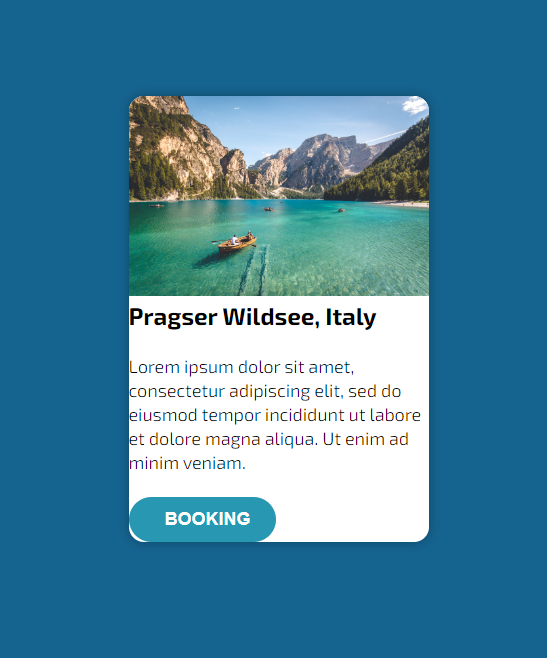 Pragser Wildsee, Italy
Lorem ipsum dolor sit amet,
consectetur adipiscing elit, sed do
eiusmod tempor incididunt ut labore
et dolore magna aliqua. Ut enim ad
minim veniam.
BOOKING